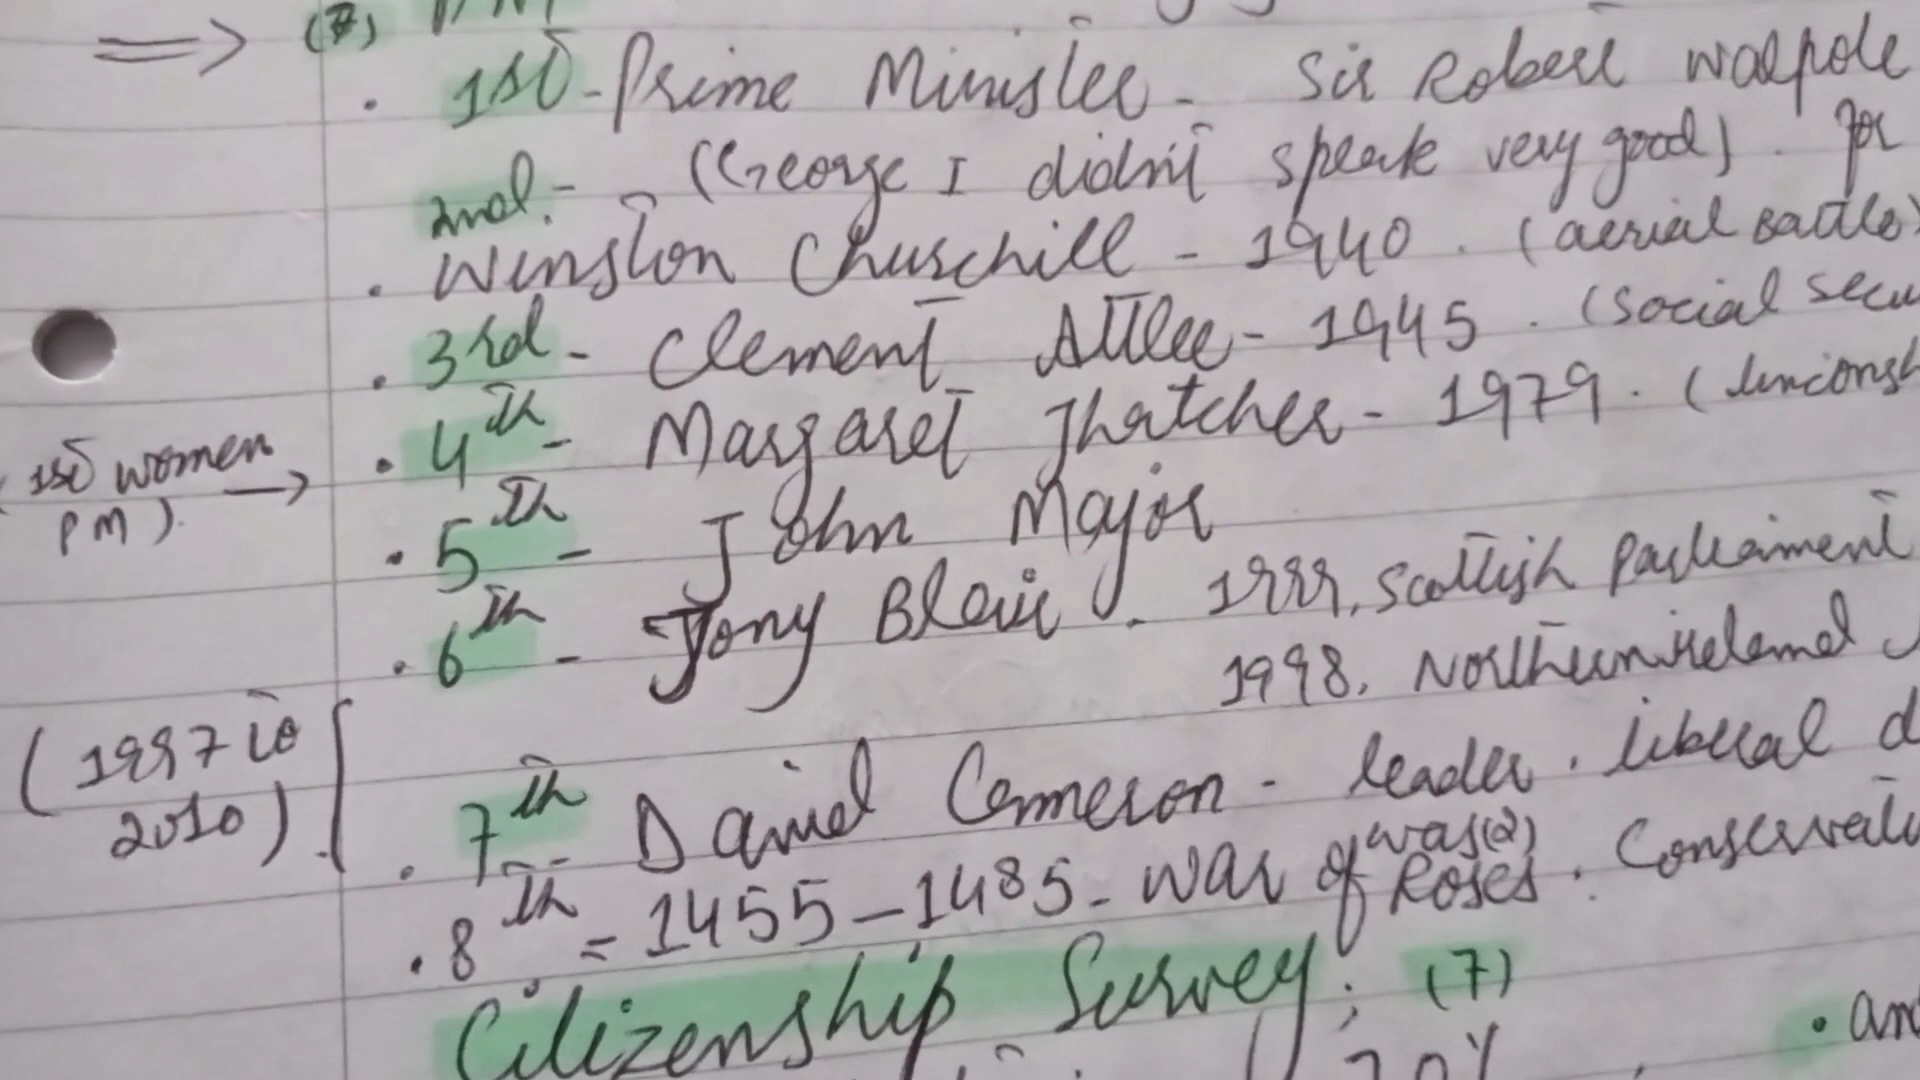 (7)
. 1st - Prime Minister - Sir Robert Walpole
2nd. - (George I didn't speak very good). for
. Winston Churchill - 1940. (aerial battle)
. 3rd - Clement Attlee - 1945. (Social secu
(1st women PM) → . 4th - Margaret Thatcher - 1979. (
. 5th - John Major
. 6th - Tony Blair. 1999, Scottish Parliament
1998, Northern Ireland
(1997 to 2010)
. 7th - Daniel Cameron - leader. liberal d
. 8th = 1455 - 1485 - War of Roses. Conservati
was(2)
Citizenship Survey: (7)
. an